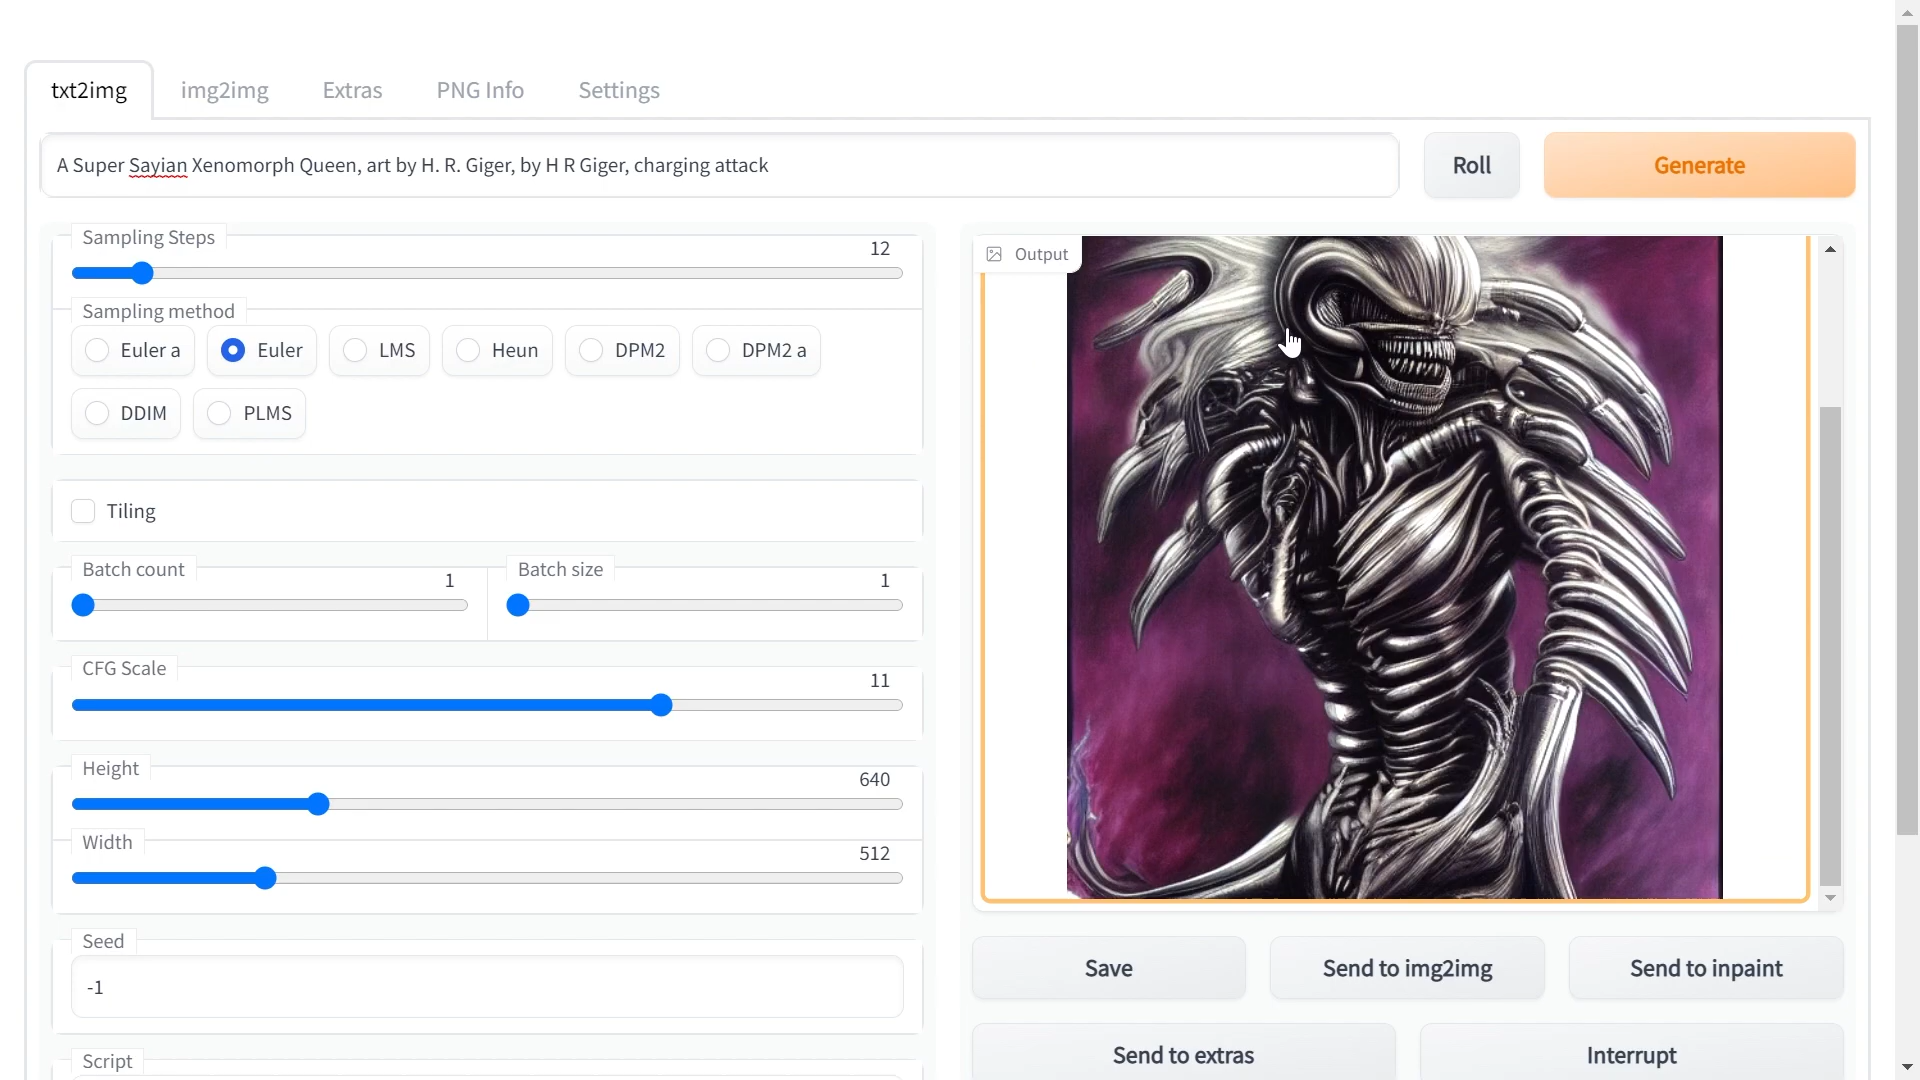 txt2img img2img Extras PNG Info Settings
A Super Sayian Xenomorph Queen, art by H. R. Giger, by H R Giger, charging attack
Roll
Generate
Sampling Steps
12
Sampling method
Euler a
Euler
LMS
Heun
DPM2
DPM2 a
DDIM
PLMS
Tiling
Batch count
1
Batch size
1
CFG Scale
11
Height
640
Width
512
Seed
-1
Script
Output
Save
Send to img2img
Send to inpaint
Send to extras
Interrupt